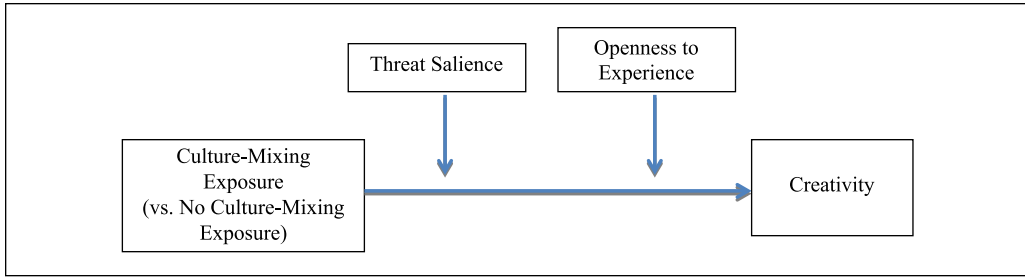 Threat Salience
Openness to
Experience
Culture-Mixing
Exposure
(vs. No Culture-Mixing
Exposure)
Creativity